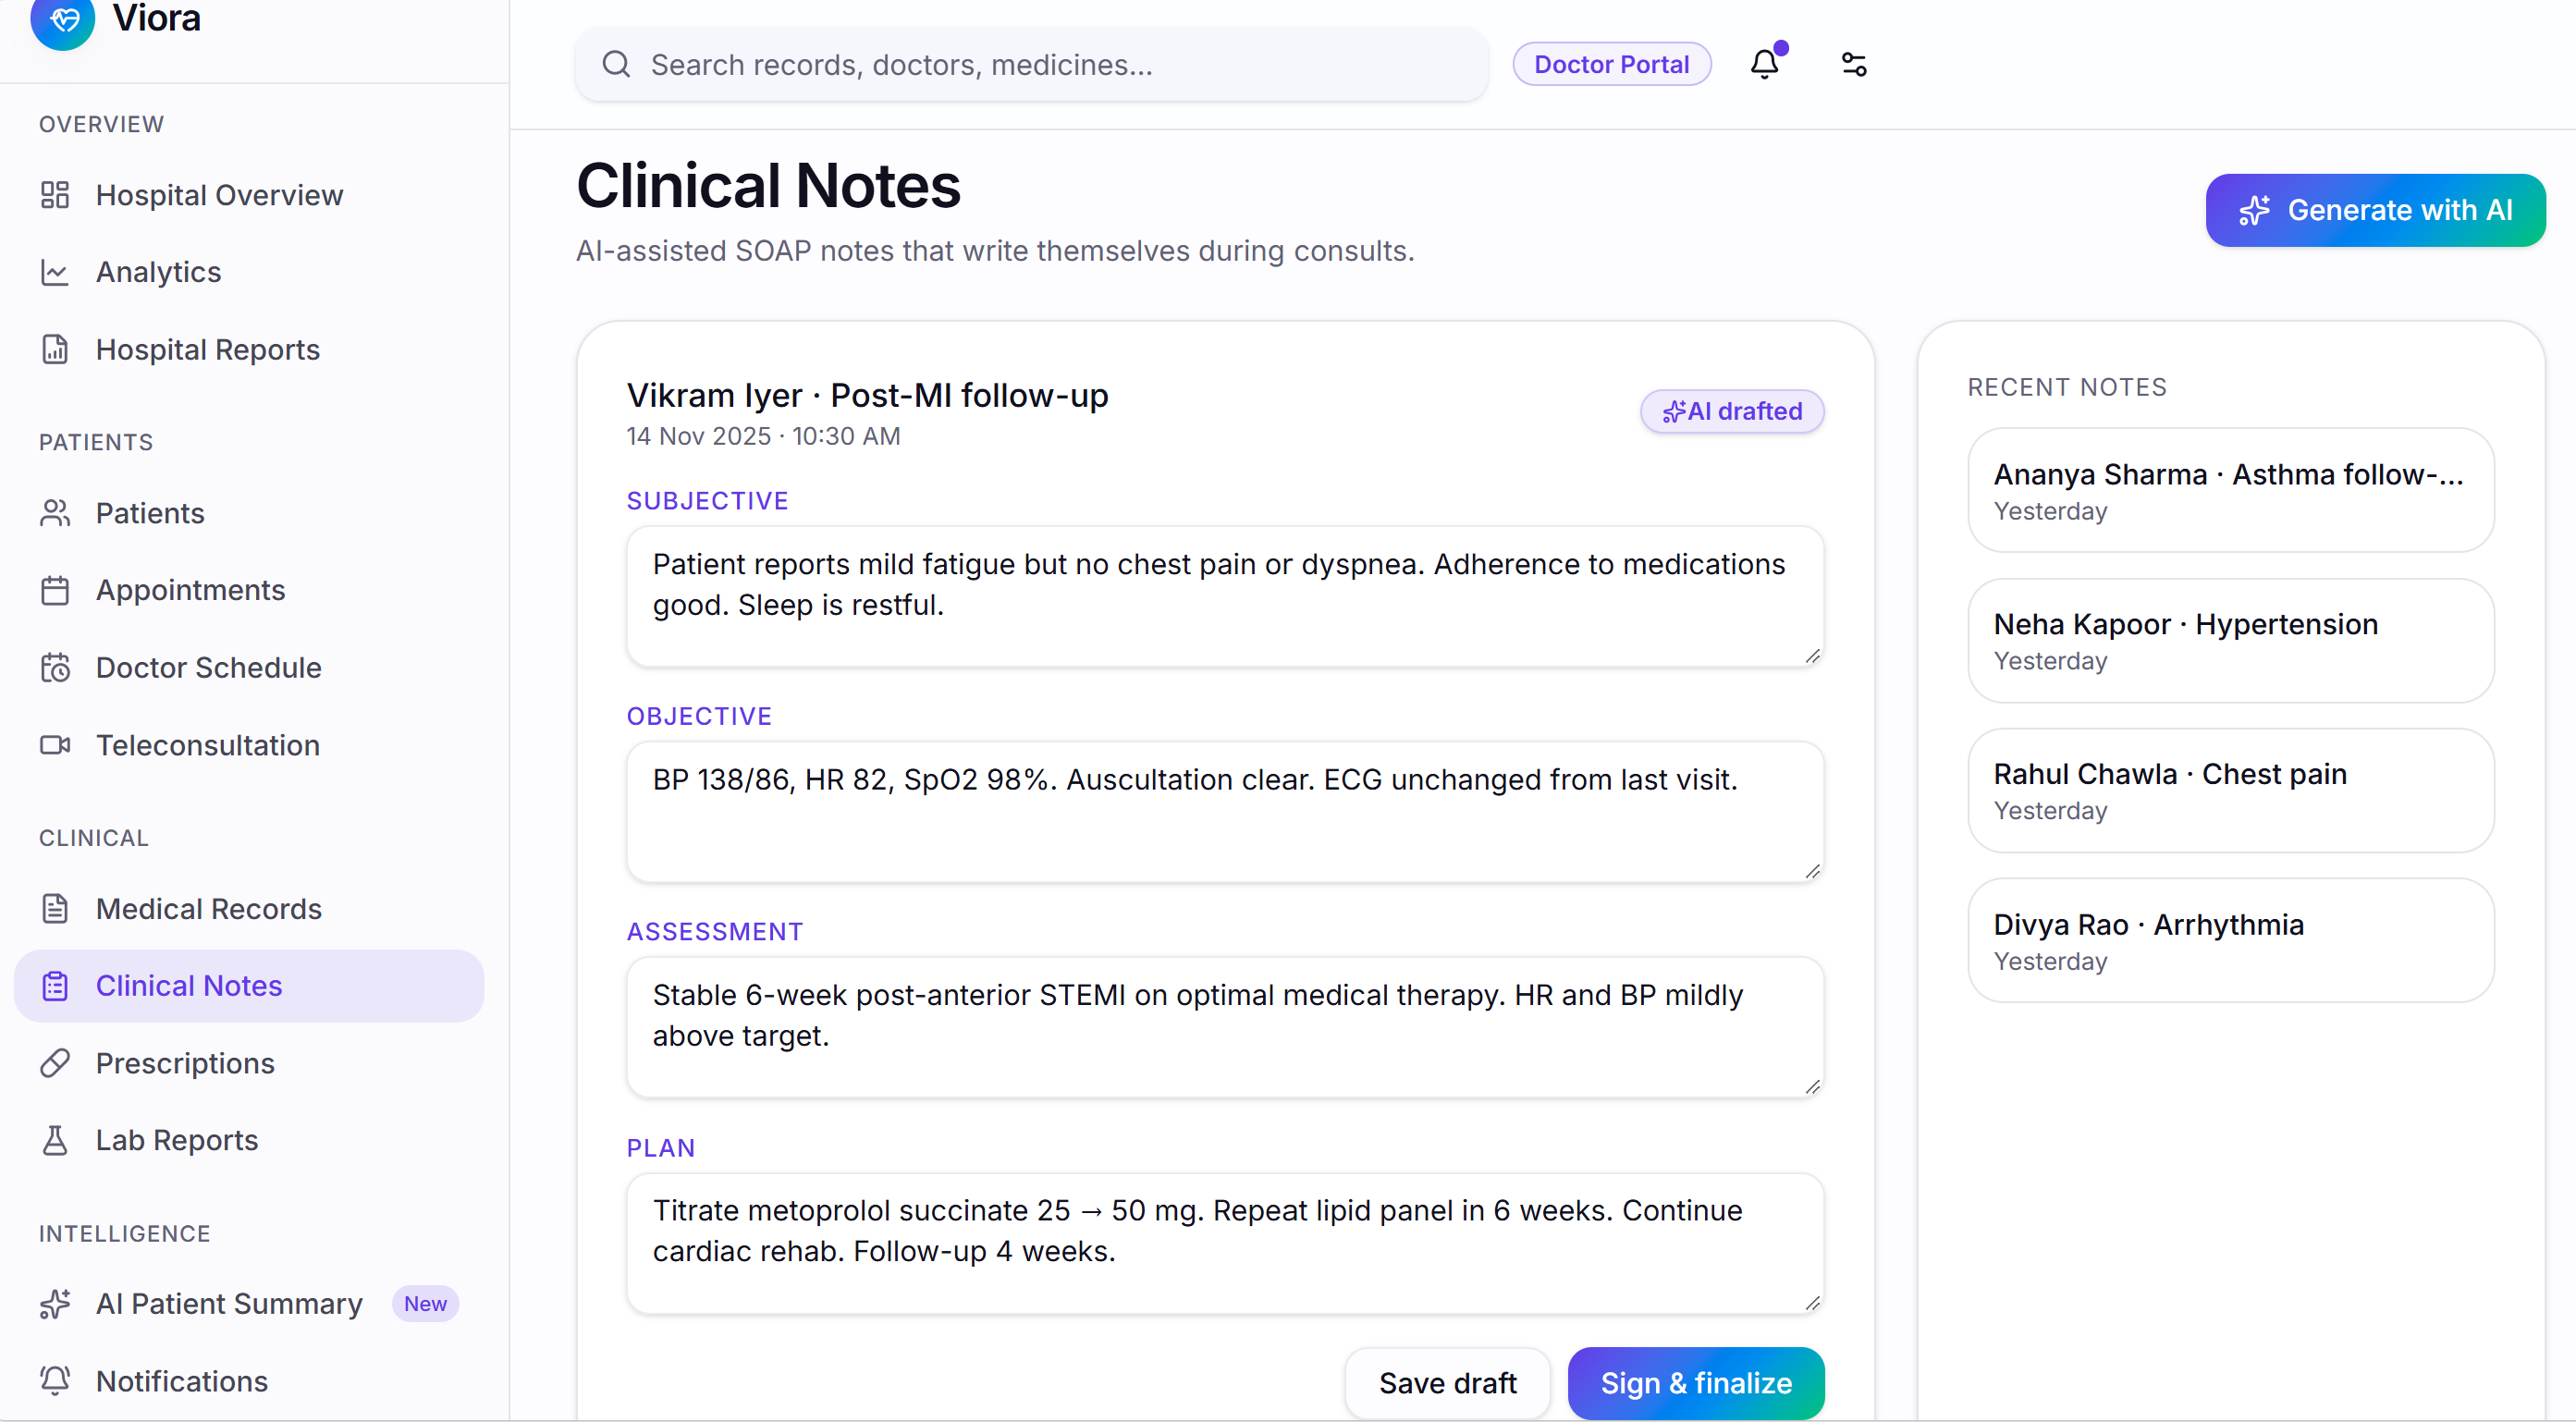 Viora
OVERVIEW
Hospital Overview
Analytics
Hospital Reports
PATIENTS
Patients
Appointments
Doctor Schedule
Teleconsultation
CLINICAL
Medical Records
Clinical Notes
Prescriptions
Lab Reports
INTELLIGENCE
AI Patient Summary New
Notifications
Search records, doctors, medicines...
Doctor Portal
Clinical Notes
AI-assisted SOAP notes that write themselves during consults.
Generate with AI
Vikram Iyer · Post-MI follow-up
14 Nov 2025 · 10:30 AM
AI drafted
SUBJECTIVE
Patient reports mild fatigue but no chest pain or dyspnea. Adherence to medications
good. Sleep is restful.
OBJECTIVE
BP 138/86, HR 82, SpO2 98%. Auscultation clear. ECG unchanged from last visit.
ASSESSMENT
Stable 6-week post-anterior STEMI on optimal medical therapy. HR and BP mildly
above target.
PLAN
Titrate metoprolol succinate 25 → 50 mg. Repeat lipid panel in 6 weeks. Continue
cardiac rehab. Follow-up 4 weeks.
Save draft
Sign & finalize
RECENT NOTES
Ananya Sharma · Asthma follow-...
Yesterday
Neha Kapoor · Hypertension
Yesterday
Rahul Chawla · Chest pain
Yesterday
Divya Rao · Arrhythmia
Yesterday